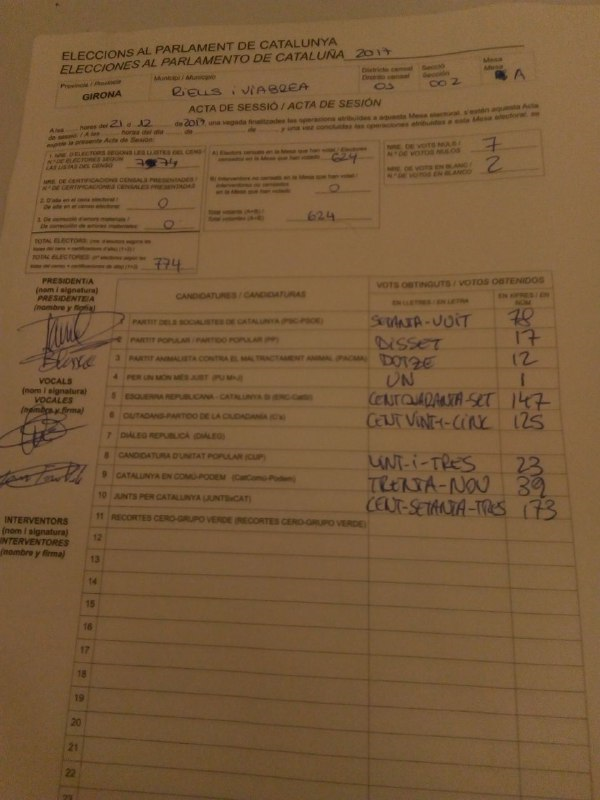 ELECCIONS AL PARLAMENT DE CATALUNYA
ELECCIONES AL PARLAMENTO DE CATALUÑA 2017
Província / Provincia
GIRONA
Municipi / Municipio
RIELLS i VIABREA
Districte censal
Distrito censal
01
Secció
Sección
002
Mesa
Mesa
A
ACTA DE SESSIÓ / ACTA DE SESIÓN
A les ...... hores del 21 d 12 de 2017, una vegada finalitzades les operacions atribuïdes a aquesta Mesa electoral, s'estén aquesta Acta
de sessió. / A las ...... horas del día ...... de ...... de ......, y una vez concluidas las operaciones atribuidas a esta Mesa electoral, se
expide la presente Acta de Sesión:
1. NRE. D'ELECTORS SEGONS LES LLISTES DEL CENS
N.º DE ELECTORES SEGÚN
LAS LISTAS DEL CENSO
774
NRE. DE CERTIFICACIONS CENSALS PRESENTADES /
N.º DE CERTIFICACIONES CENSALES PRESENTADAS
2. D'alta en el cens electoral /
De alta en el censo electoral
0
3. De correcció d'errors materials /
De corrección de errores materiales
0
TOTAL ELECTORS:
TOTAL ELECTORES:
774
A) Electors censats en la Mesa que han votat / Electores
censados en la Mesa que han votado
624
B) Interventors no censats en la Mesa que han votat /
Interventores no censados
en la Mesa que han votado
0
Total votants (A+B) /
Total votantes (A+B)
624
NRE. DE VOTS NULS /
N.º DE VOTOS NULOS
7
NRE. DE VOTS EN BLANC /
N.º DE VOTOS EN BLANCO
2
PRESIDENT/A
(nom i signatura)
PRESIDENTE/A
(nombre y firma)
VOCALS
(nom i signatura)
VOCALES
(nombre y firma)
INTERVENTORS
(nom i signatura)
INTERVENTORES
(nombre y firma)
CANDIDATURES / CANDIDATURAS
VOTS OBTINGUTS / VOTOS OBTENIDOS
EN LLETRES / EN LETRA
EN XIFRES / EN NÚM.
1 PARTIT DELS SOCIALISTES DE CATALUNYA (PSC-PSOE) SETANTA-VUIT 78
2 PARTIT POPULAR / PARTIDO POPULAR (PP) DISSET 17
3 PARTIT ANIMALISTA CONTRA EL MALTRACTAMENT ANIMAL (PACMA) DOTZE 12
4 PER UN MÓN MÉS JUST (PUM+J) UN 1
5 ESQUERRA REPUBLICANA - CATALUNYA SÍ (ERC-CatSí) CENTQUARANTA-SET 147
6 CIUTADANS-PARTIDO DE LA CIUDADANÍA (C's) CENT VINT-I-CINC 125
7 DIÀLEG REPUBLICÀ (DIÀLEG)
8 CANDIDATURA D'UNITAT POPULAR (CUP) VINT-i-TRES 23
9 CATALUNYA EN COMÚ-PODEM (CatComú-Podem) TRENTA-NOU 39
10 JUNTS PER CATALUNYA (JUNTSxCAT) CENT-SETANTA-TRES 173
11 RECORTES CERO-GRUPO VERDE (RECORTES CERO-GRUPO VERDE)
12
13
14
15
16
17
18
19
20
21
22
23